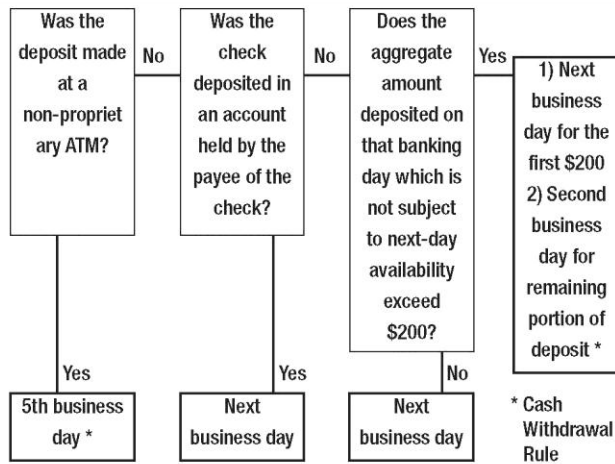 Was the
deposit made
at a
non-propriet
ary ATM?
No
Was the
check
deposited in
an account
held by the
payee of the
check?
No
Does the
aggregate
amount
deposited on
that banking
day which is
not subject
to next-day
availability
exceed
$200?
Yes
1) Next
business
day for the
first $200
2) Second
business
day for
remaining
portion of
deposit *
Yes
5th business
day *
Yes
Next
business day
No
Next
business day
* Cash
Withdrawal
Rule